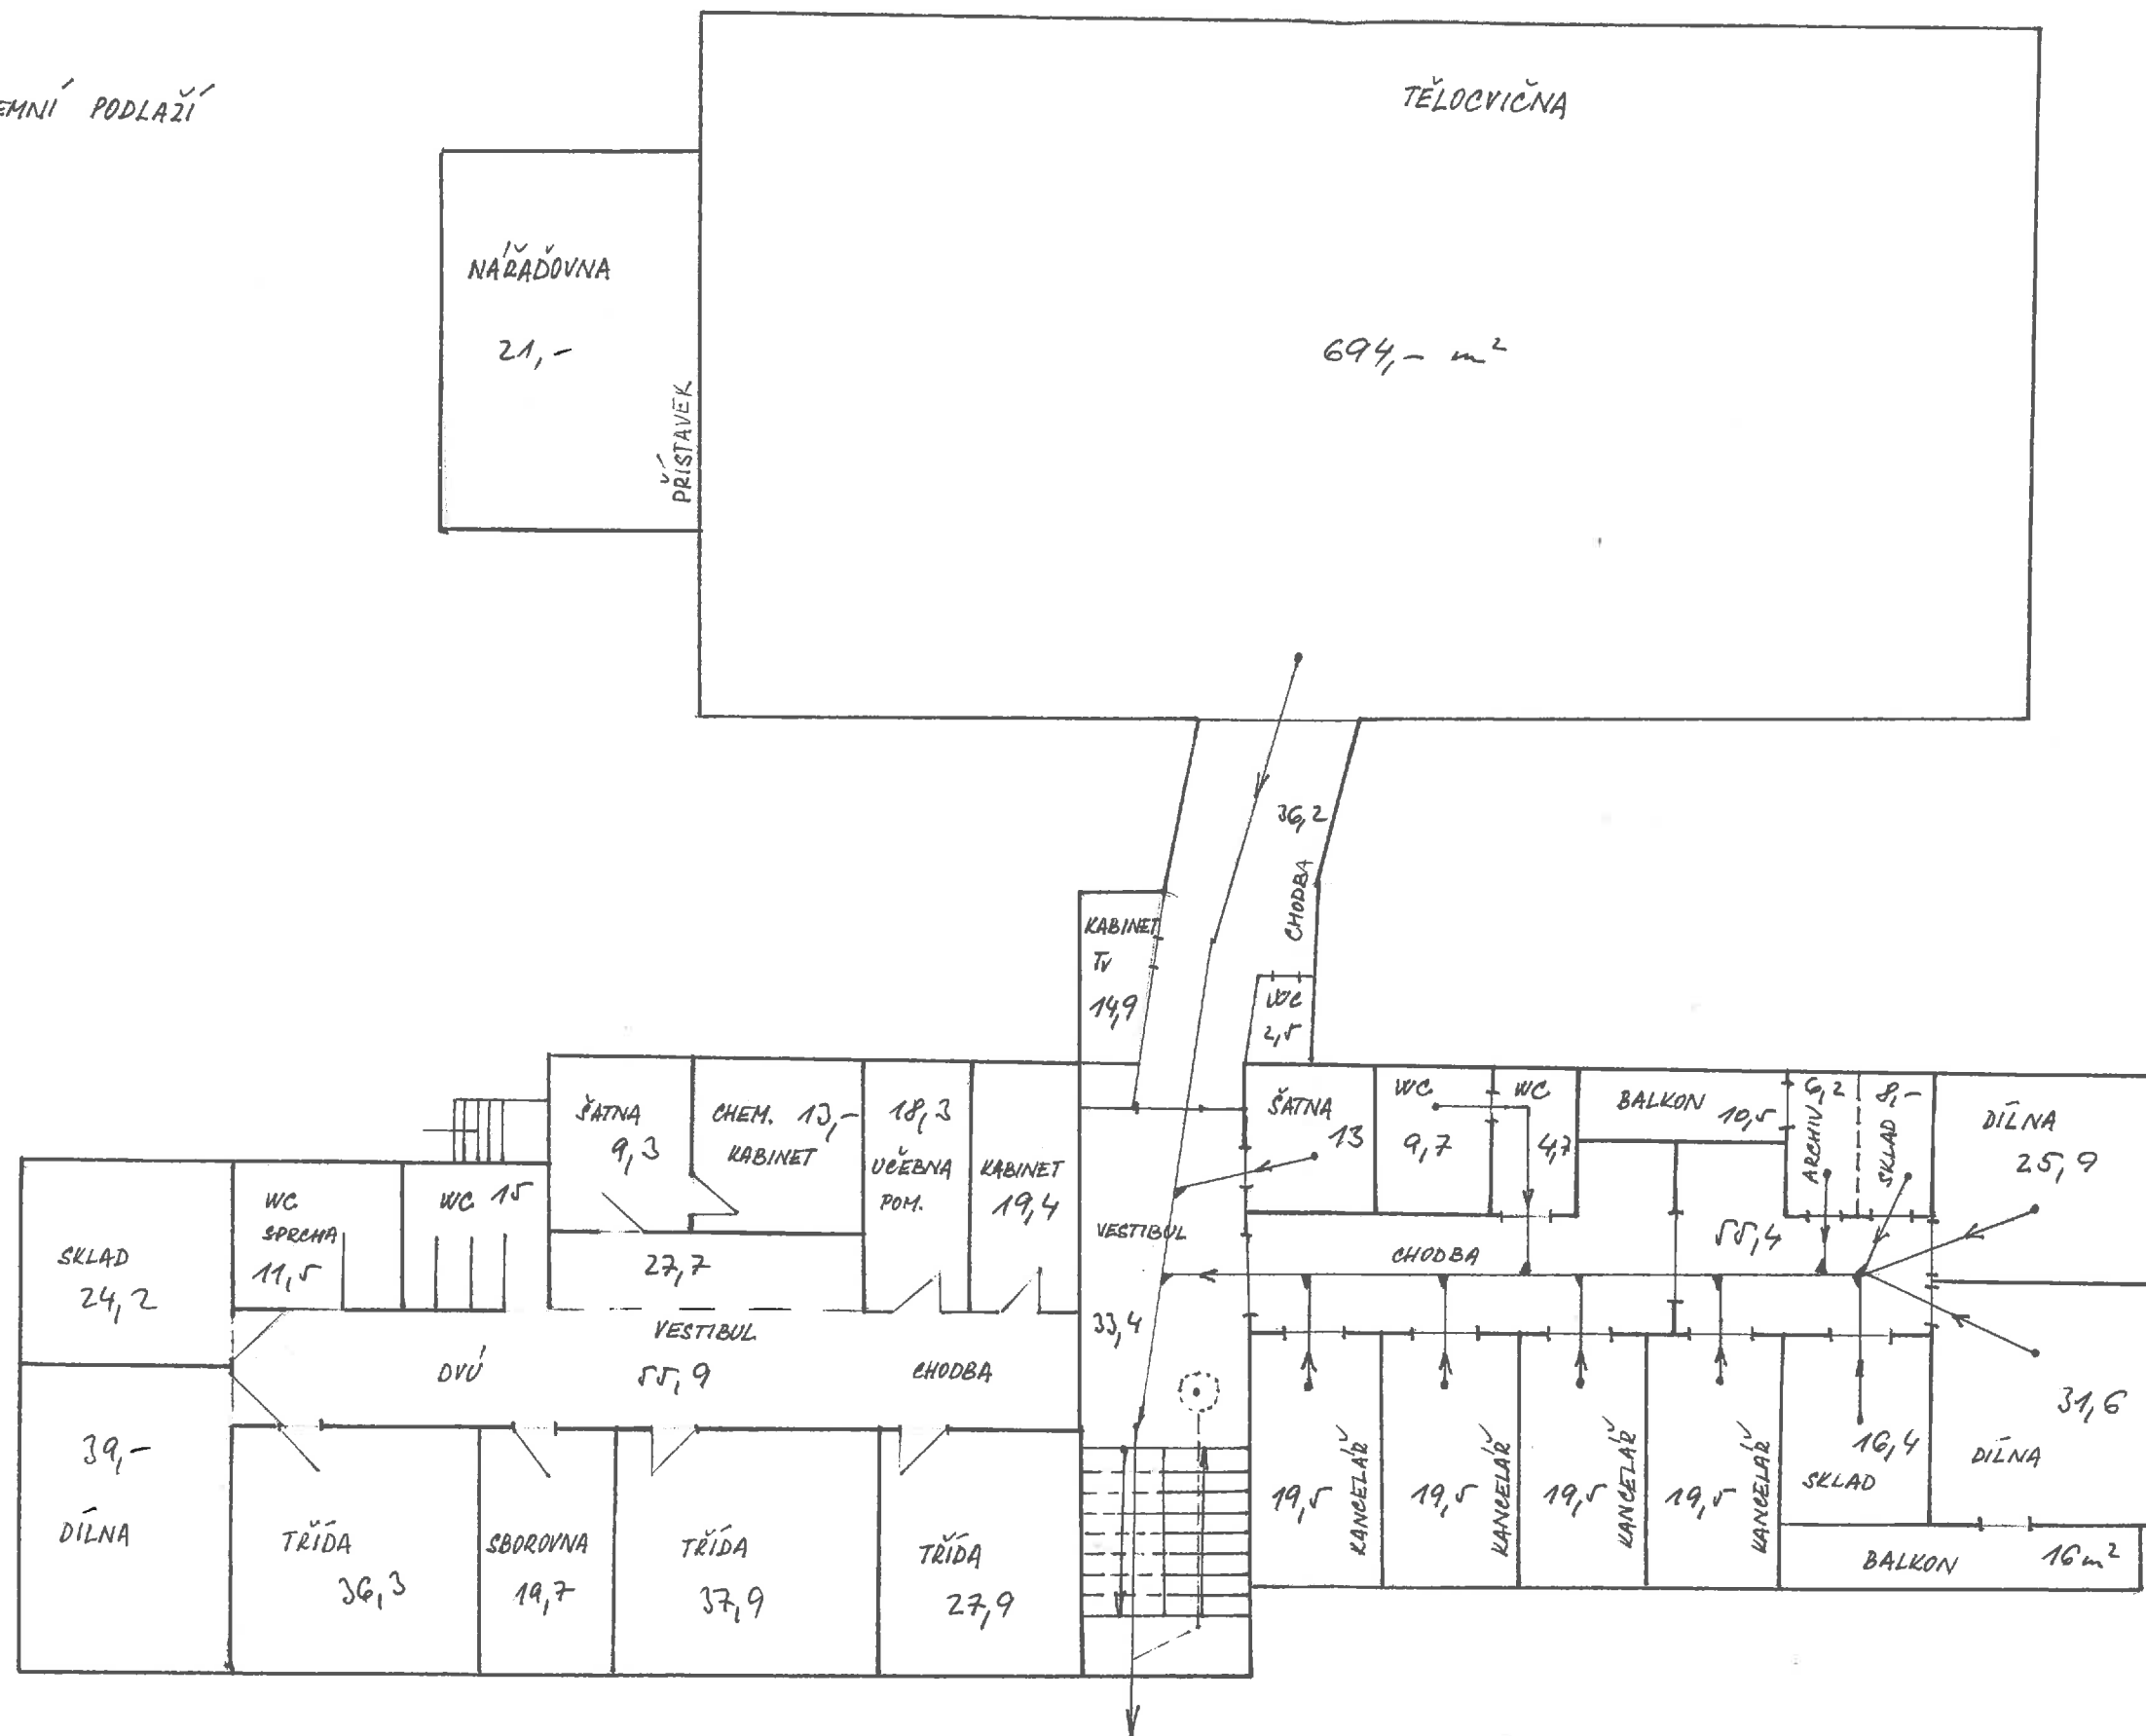 EMNÍ PODLAŽÍ
TĚLOCVIČNA
694,- m²
NÁŘAĎOVNA
21,-
PŘÍSTAVEK
36,2
CHODBA
KABINET
TV
14,9
WC
2,5
ŠATNA
9,3
CHEM. 13,-
KABINET
18,3
UČEBNA
POM.
KABINET
19,4
VESTIBUL
33,4
ŠATNA
13
WC
9,7
WC
4,7
BALKON
10,5
6,2
ARCHIV
8,-
SKLAD
DÍLNA
25,9
SKLAD
24,2
WC
SPRCHA
11,5
WC 15
27,7
VESTIBUL
DVŮ
55,9
CHODBA
CHODBA
55,4
39,-
DÍLNA
TŘÍDA
36,3
SBOROVNA
19,7
TŘÍDA
37,9
TŘÍDA
27,9
19,5
KANCELÁŘ
19,5
KANCELÁŘ
19,5
KANCELÁŘ
19,5
KANCELÁŘ
16,4
SKLAD
31,6
DÍLNA
BALKON
16 m²